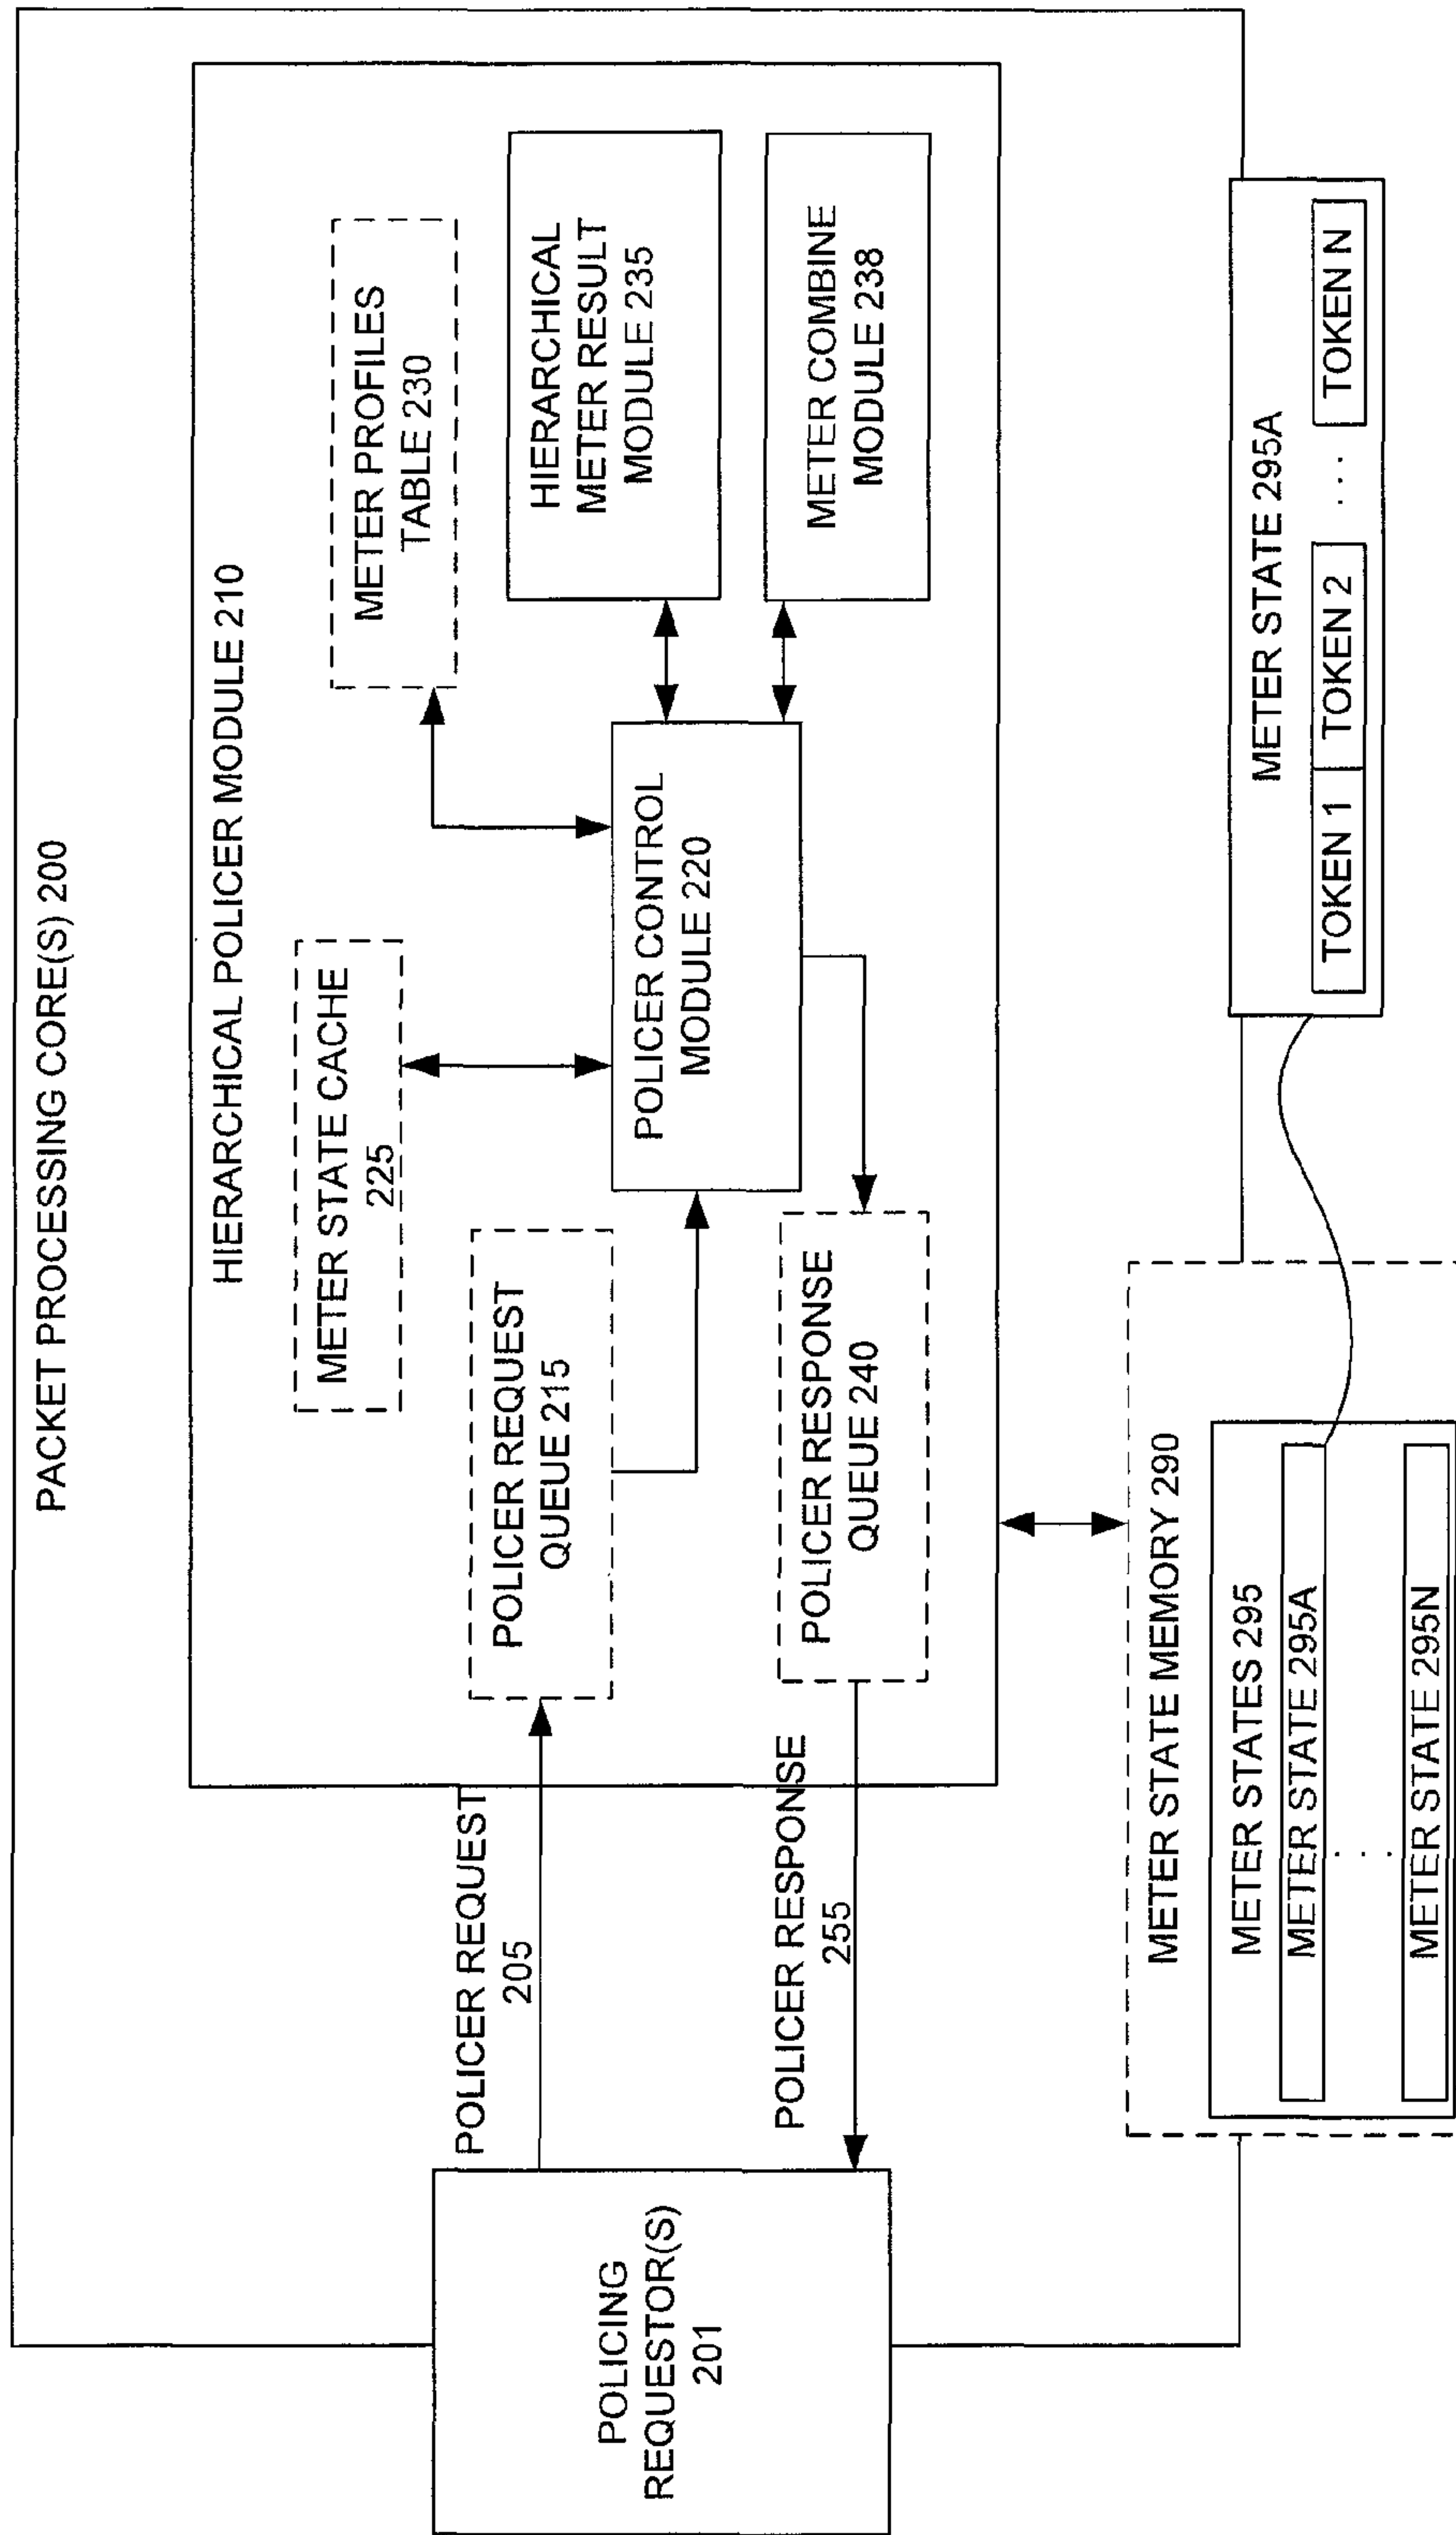 PACKET PROCESSING CORE(S) 200
HIERARCHICAL POLICER MODULE 210
METER STATE CACHE
225
METER PROFILES
TABLE 230
POLICER REQUEST
205
POLICER REQUEST
QUEUE 215
POLICER CONTROL
MODULE 220
HIERARCHICAL
METER RESULT
MODULE 235
METER COMBINE
MODULE 238
POLICING
REQUESTOR(S)
201
POLICER RESPONSE
255
POLICER RESPONSE
QUEUE 240
METER STATE MEMORY 290
METER STATES 295
METER STATE 295A
. . .
METER STATE 295N
METER STATE 295A
TOKEN 1
TOKEN 2
. . .
TOKEN N